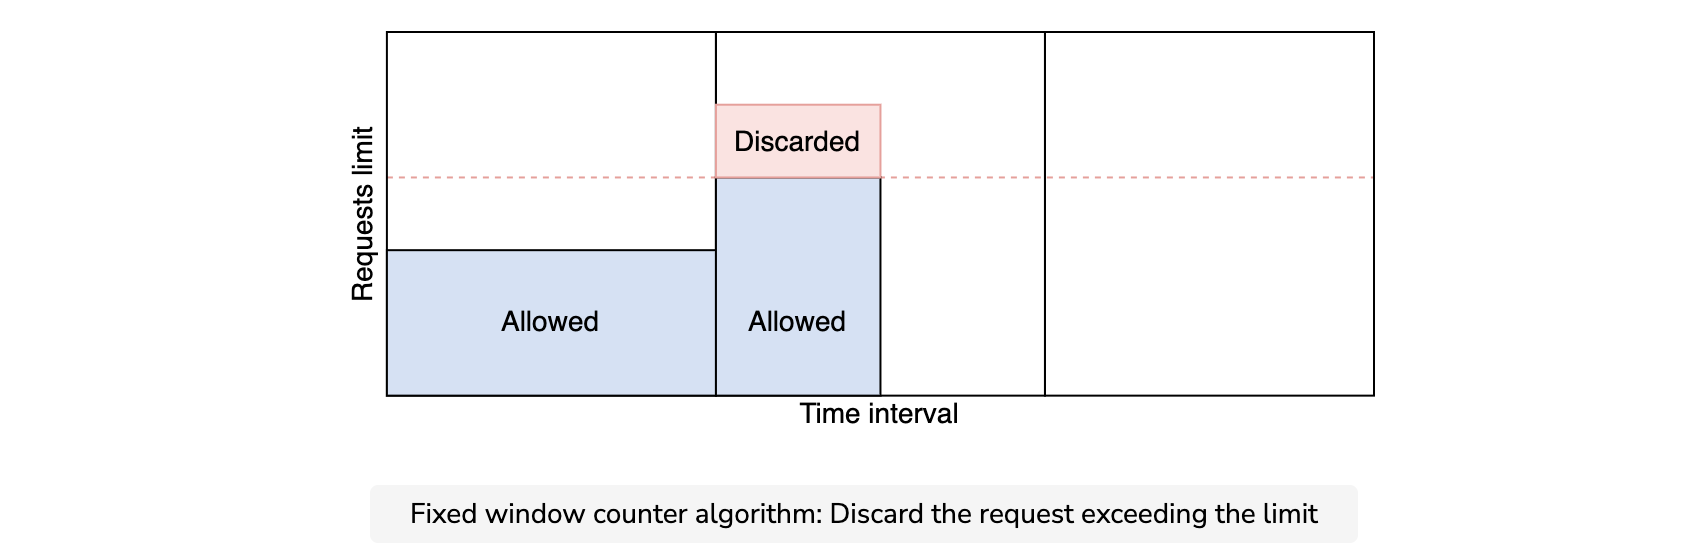 Requests limit
Discarded
Allowed
Allowed
Time interval
Fixed window counter algorithm: Discard the request exceeding the limit